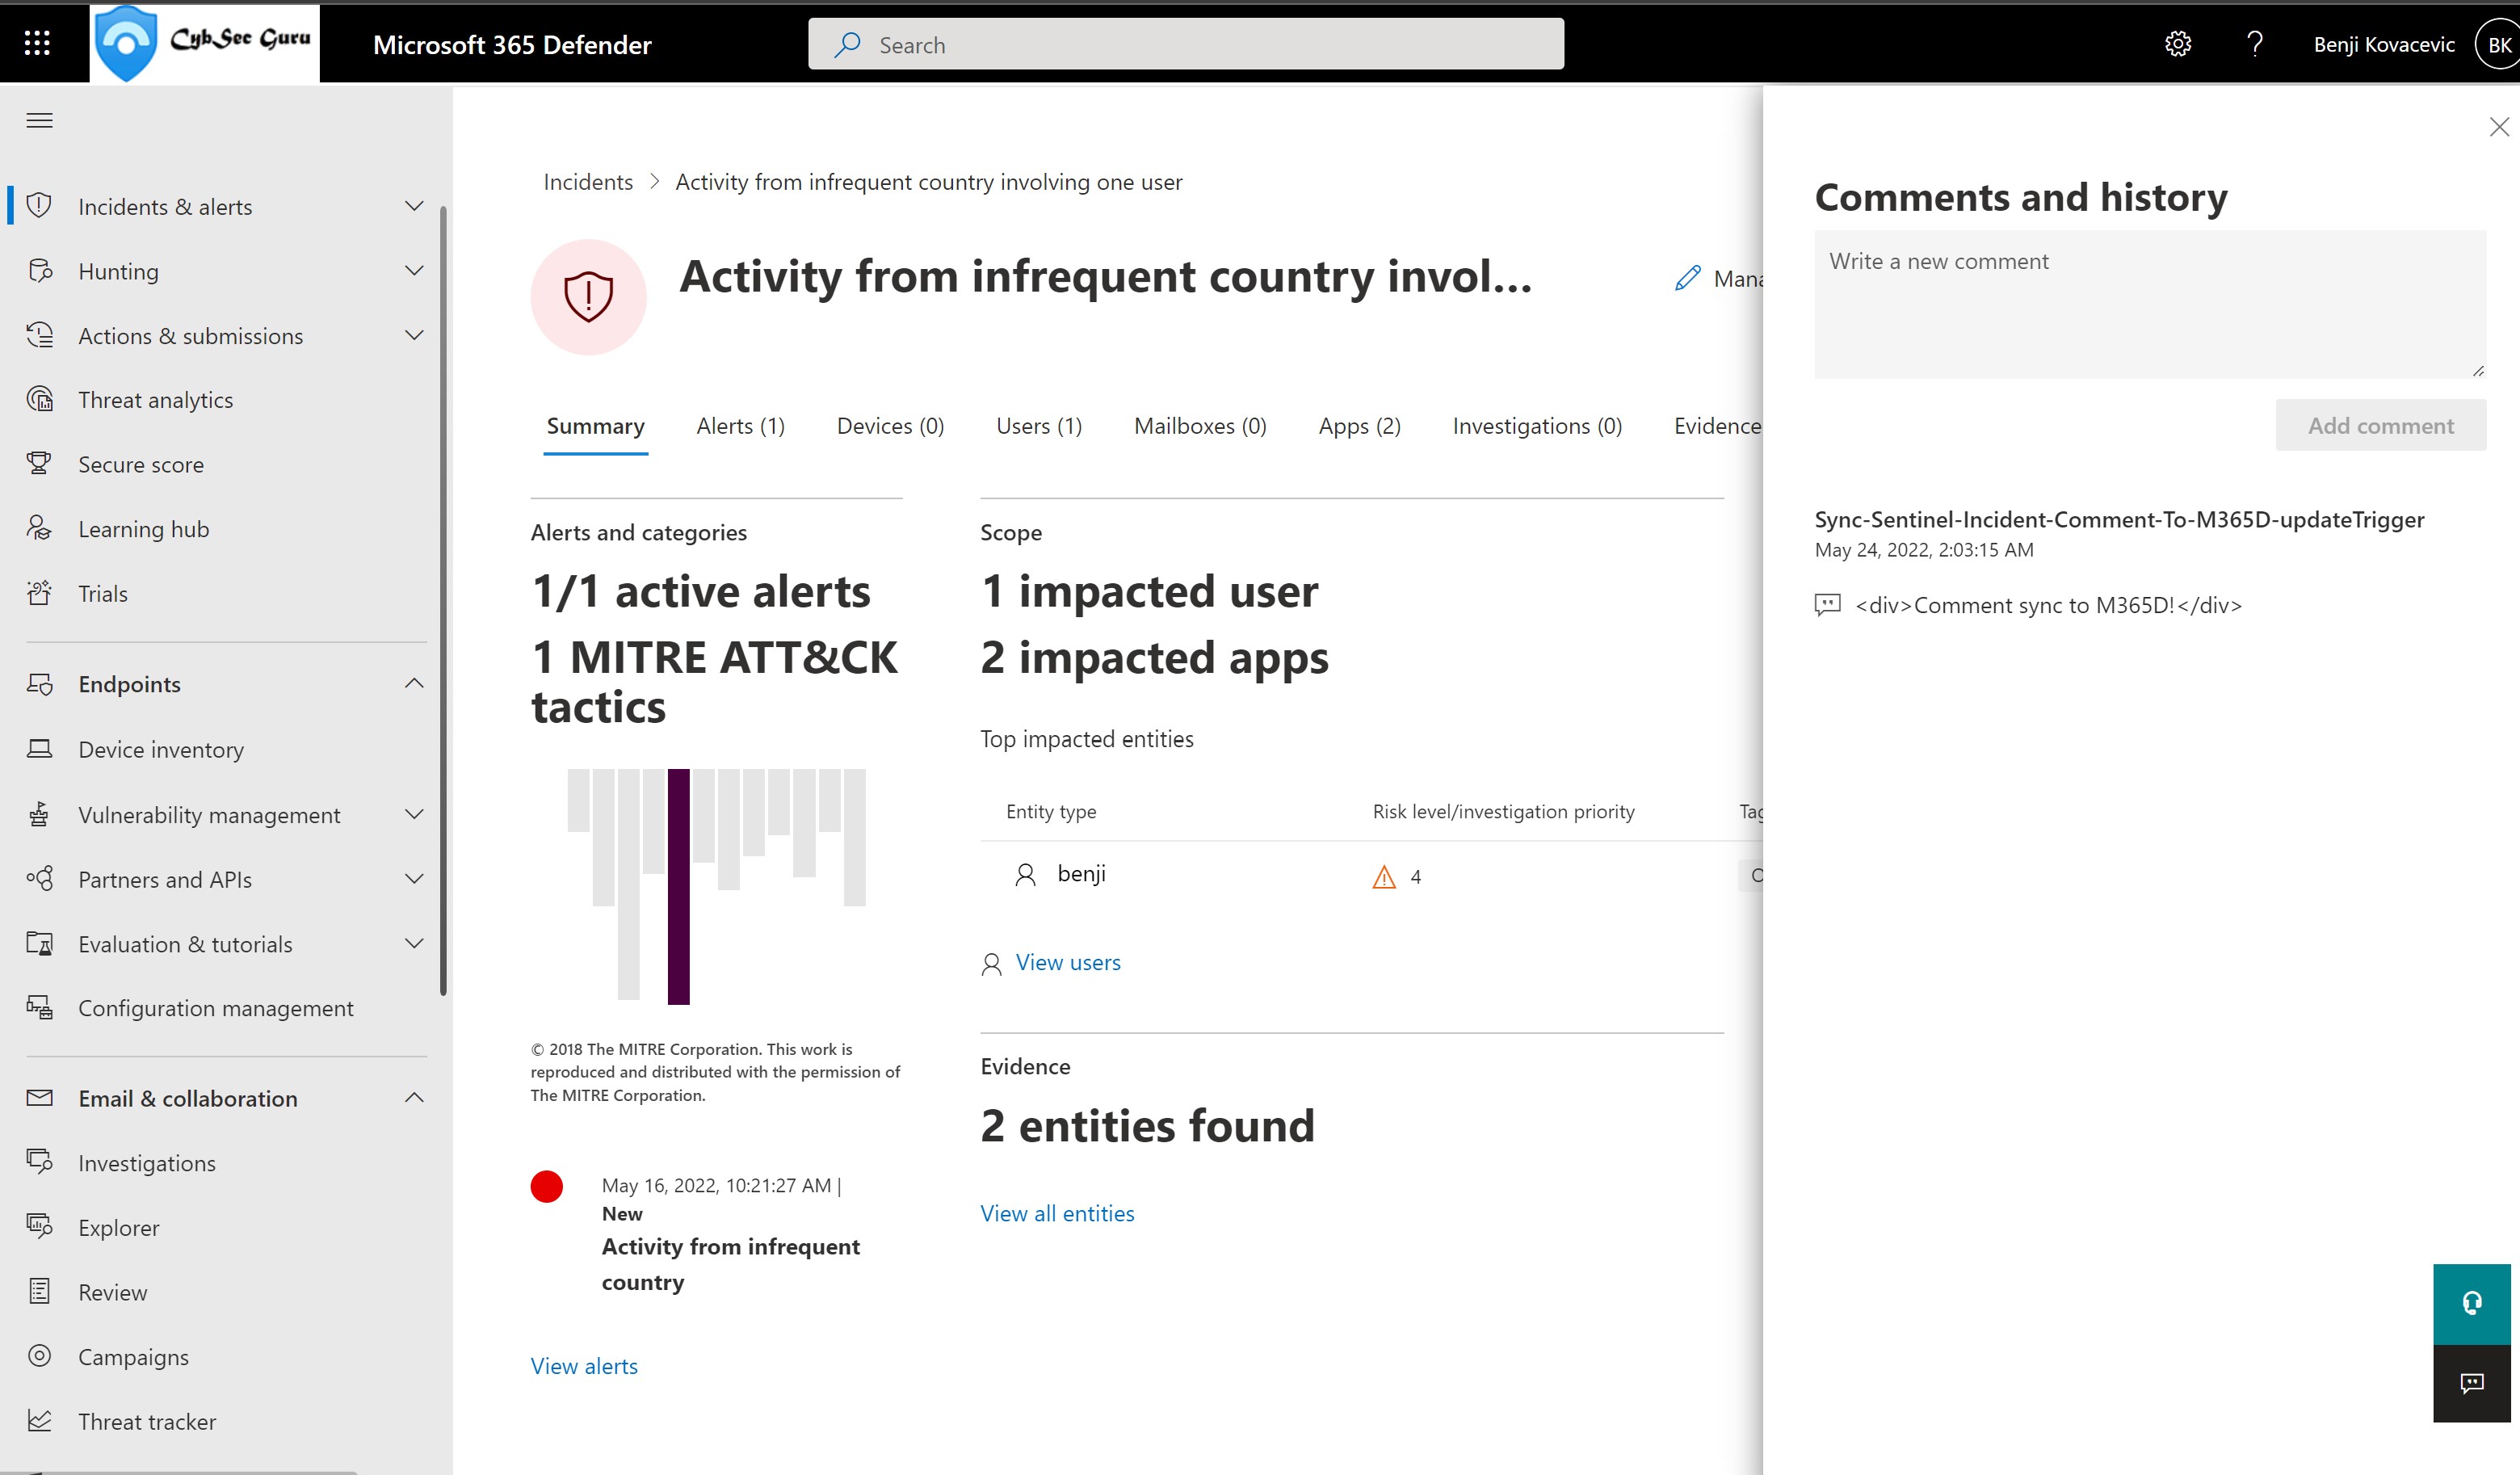 CybSec Guru
Microsoft 365 Defender
Search
Benji Kovacevic
BK
Incidents & alerts
Hunting
Actions & submissions
Threat analytics
Secure score
Learning hub
Trials
Endpoints
Device inventory
Vulnerability management
Partners and APIs
Evaluation & tutorials
Configuration management
Email & collaboration
Investigations
Explorer
Review
Campaigns
Threat tracker
Incidents > Activity from infrequent country involving one user
Activity from infrequent country invol...
Mana
Summary Alerts (1) Devices (0) Users (1) Mailboxes (0) Apps (2) Investigations (0) Evidence
Alerts and categories
1/1 active alerts
1 MITRE ATT&CK
tactics
© 2018 The MITRE Corporation. This work is
reproduced and distributed with the permission of
The MITRE Corporation.
May 16, 2022, 10:21:27 AM |
New
Activity from infrequent
country
View alerts
Scope
1 impacted user
2 impacted apps
Top impacted entities
Entity type Risk level/investigation priority Tag
benji 4
View users
Evidence
2 entities found
View all entities
Comments and history
Write a new comment
Add comment
Sync-Sentinel-Incident-Comment-To-M365D-updateTrigger
May 24, 2022, 2:03:15 AM
<div>Comment sync to M365D!</div>